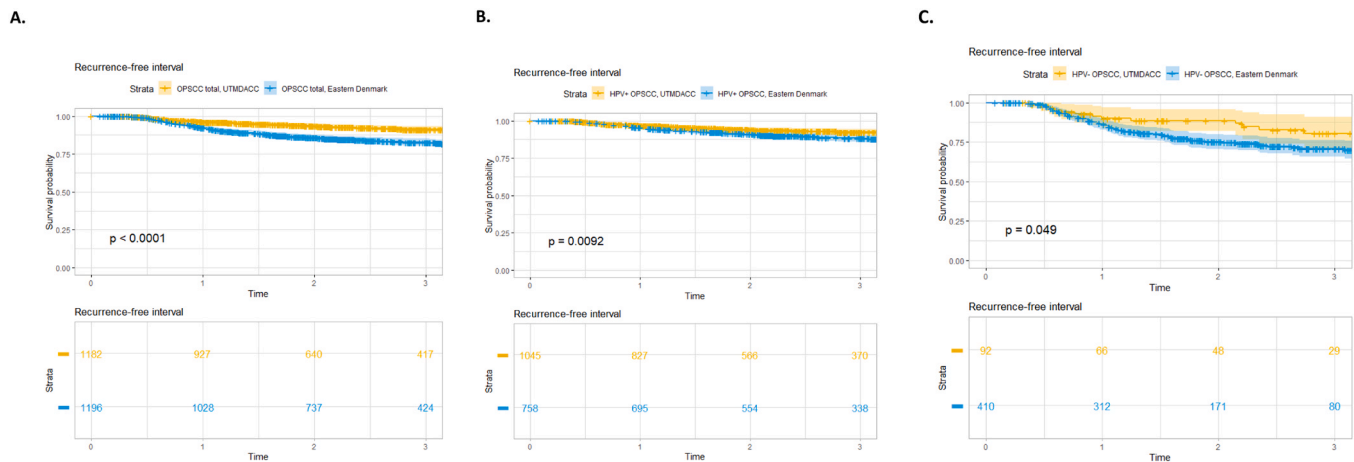 A.
Recurrence-free interval
Strata OPSCC total, UTMDACC OPSCC total, Eastern Denmark
1.00
0.75
0.50
0.25
0.00
Survival probability
p < 0.0001
0 1 2 3
Time
Recurrence-free interval
Strata
1182 927 640 417
1196 1028 737 424
0 1 2 3
Time
B.
Recurrence-free interval
Strata HPV+ OPSCC, UTMDACC HPV+ OPSCC, Eastern Denmark
1.00
0.75
0.50
0.25
0.00
Survival probability
p = 0.0092
0 1 2 3
Time
Recurrence-free interval
Strata
1045 827 566 370
758 695 554 338
0 1 2 3
Time
C.
Recurrence-free interval
Strata HPV- OPSCC, UTMDACC HPV- OPSCC, Eastern Denmark
1.00
0.75
0.50
0.25
0.00
Survival probability
p = 0.049
0 1 2 3
Time
Recurrence-free interval
Strata
92 66 48 29
410 312 171 80
0 1 2 3
Time